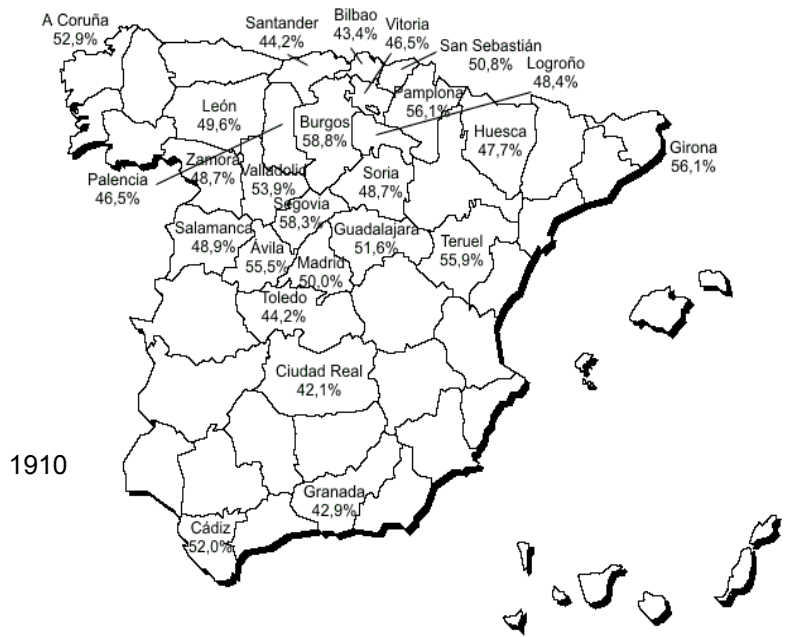 A Coruña
52,9%
Santander
44,2%
Bilbao
43,4%
Vitoria
46,5%
San Sebastián
50,8%
Logroño
48,4%
Pamplona
56,1%
León
49,6%
Burgos
58,8%
Huesca
47,7%
Girona
56,1%
Palencia
46,5%
Zamora
48,7%
Valladolid
53,9%
Soria
48,7%
Segovia
58,3%
Salamanca
48,9%
Ávila
55,5%
Madrid
50,0%
Guadalajara
51,6%
Teruel
55,9%
Toledo
44,2%
Ciudad Real
42,1%
1910
Granada
42,9%
Cádiz
52,0%